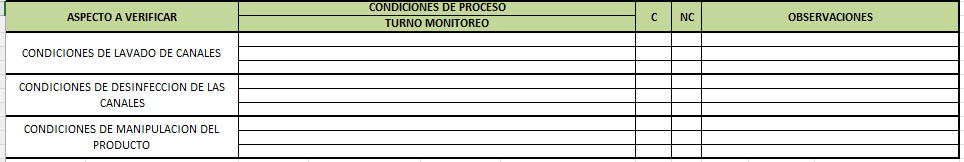 ASPECTO A VERIFICAR
CONDICIONES DE PROCESO
TURNO MONITOREO
C
NC
OBSERVACIONES
CONDICIONES DE LAVADO DE CANALES
CONDICIONES DE DESINFECCION DE LAS
CANALES
CONDICIONES DE MANIPULACION DEL
PRODUCTO